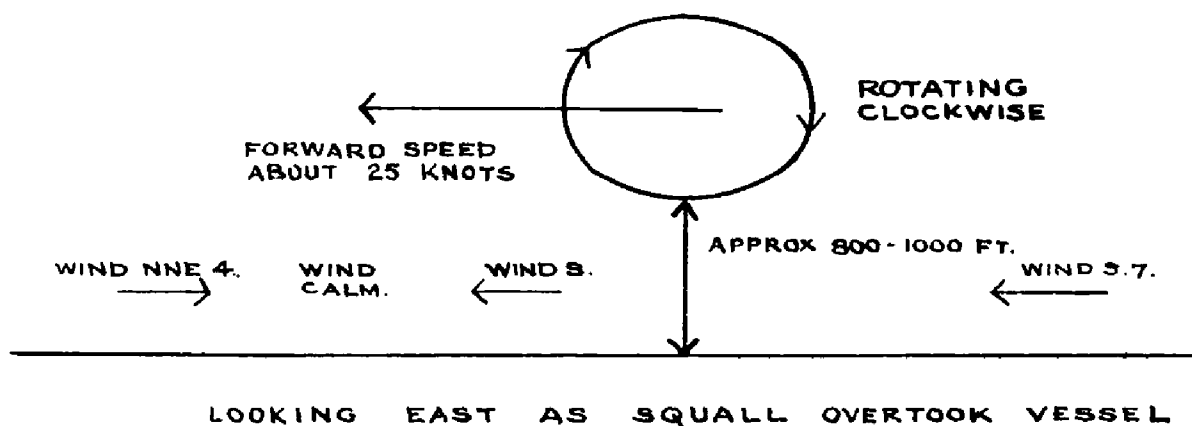 ROTATING
CLOCKWISE
FORWARD SPEED
ABOUT 25 KNOTS
APPROX 800-1000 FT.
WIND NNE 4.
WIND
CALM.
WIND S.
WIND S.7.
LOOKING EAST AS SQUALL OVERTOOK VESSEL